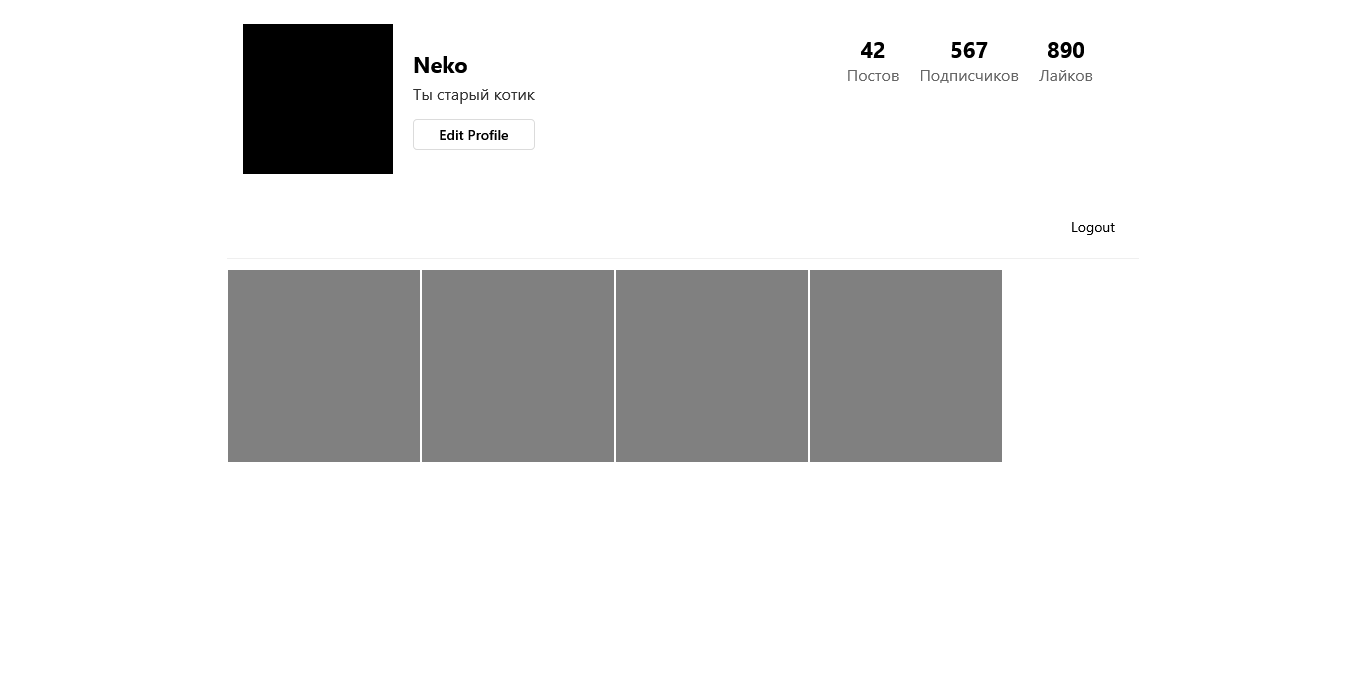 Neko
Ты старый котик
Edit Profile
42 567 890
Постов Подписчиков Лайков
Logout